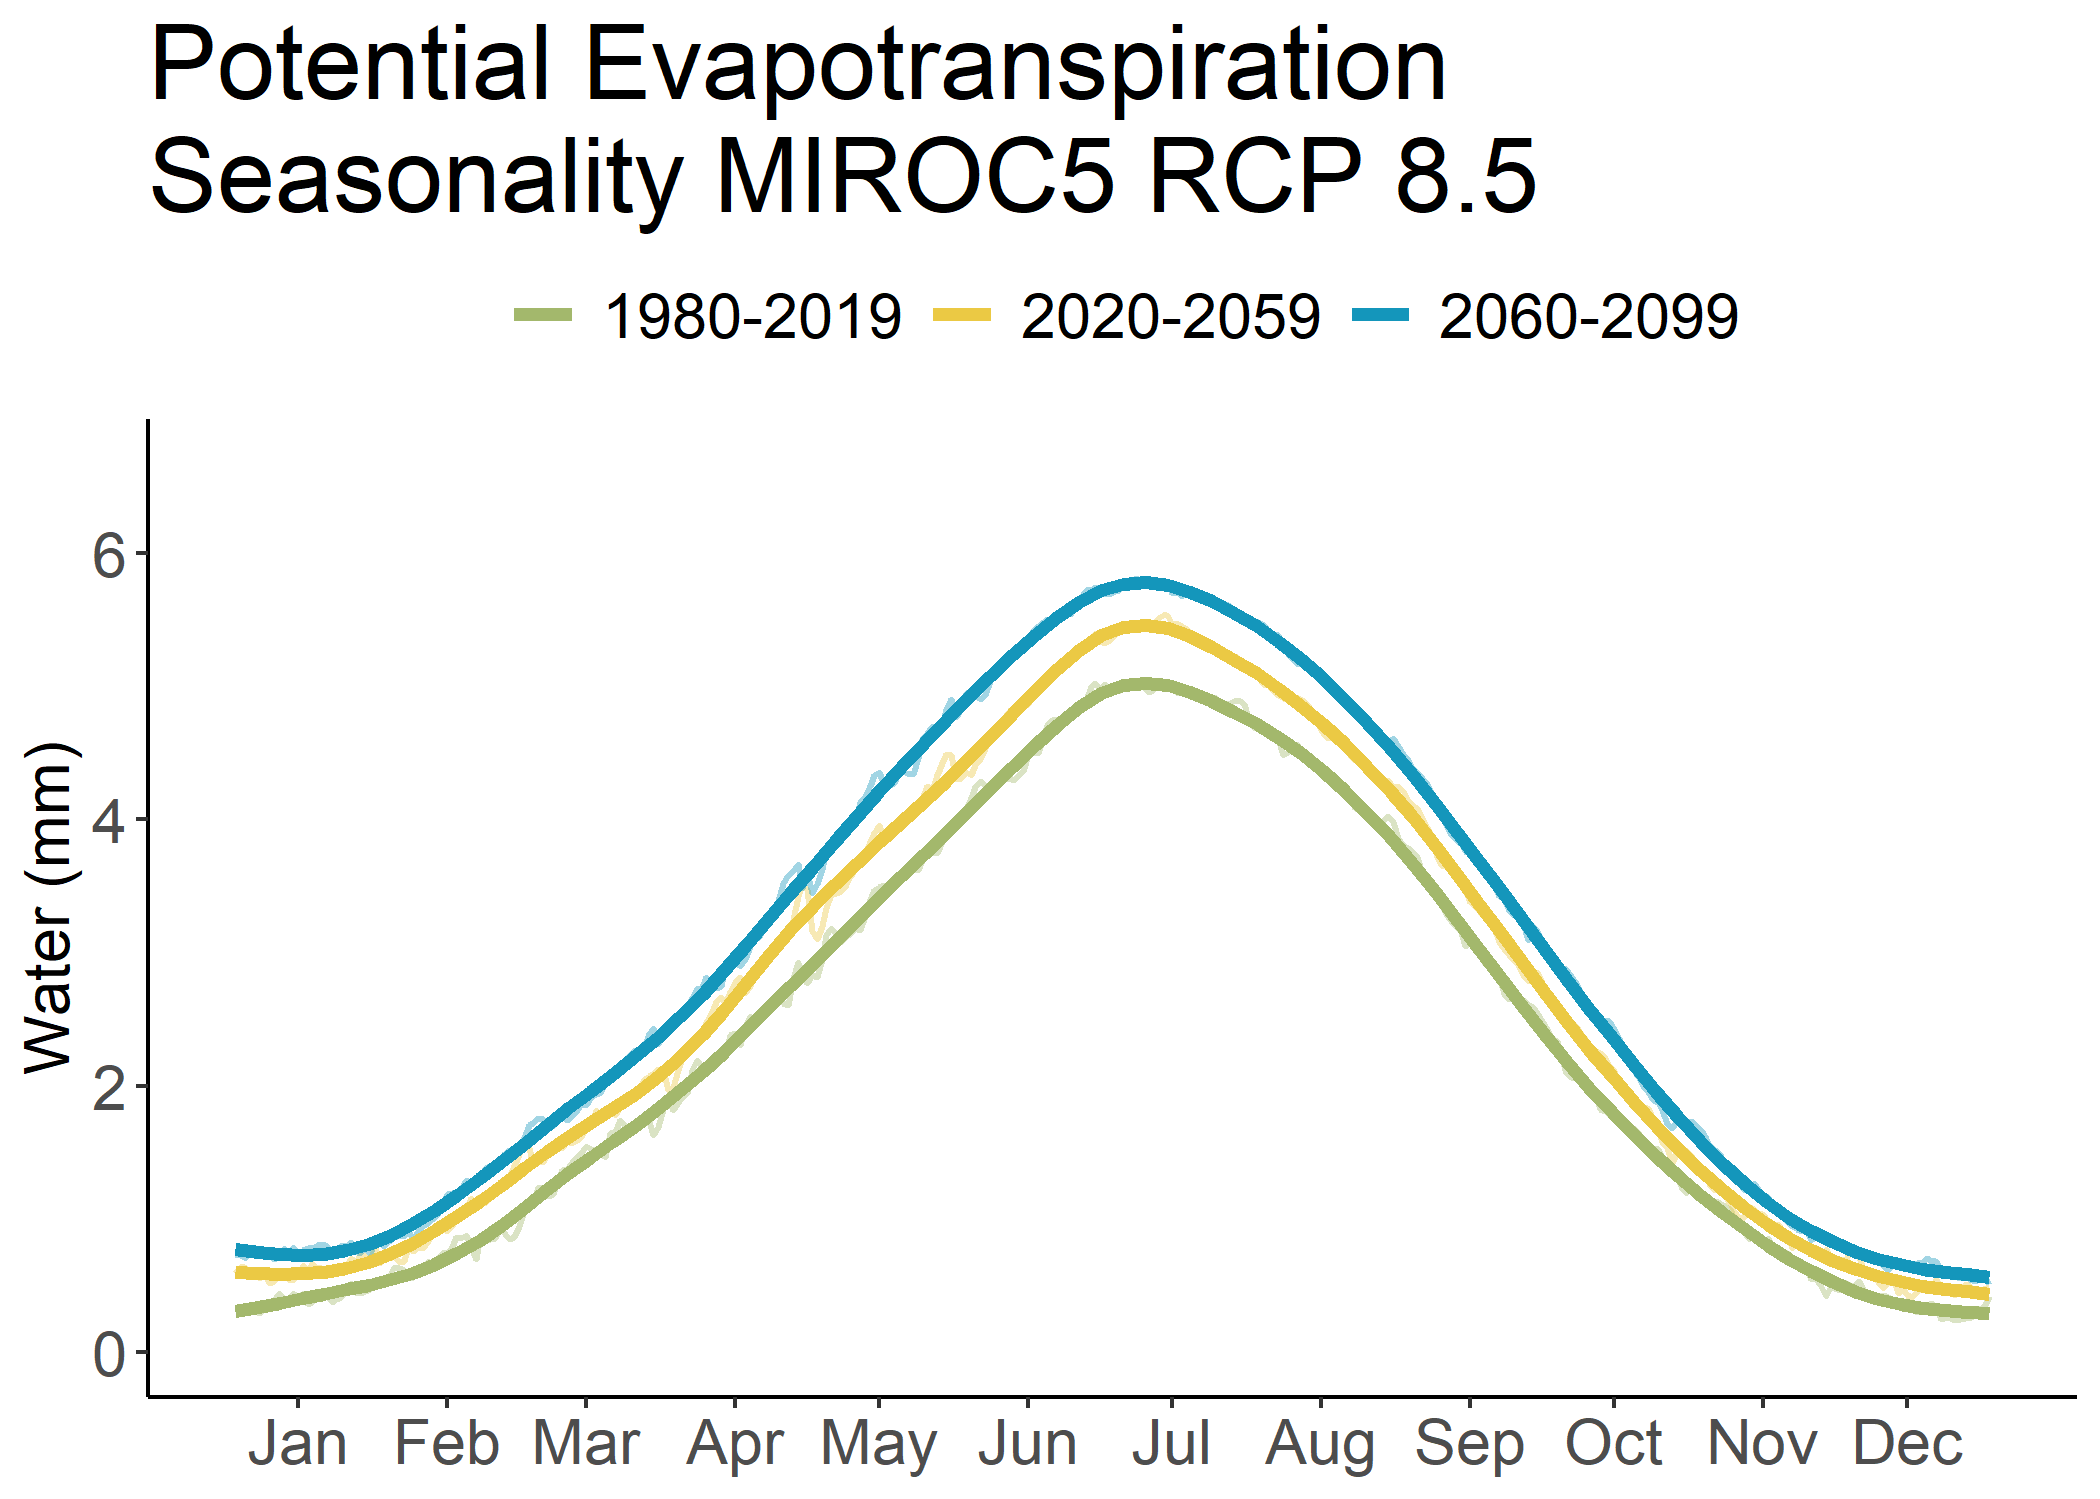 Potential Evapotranspiration
Seasonality MIROC5 RCP 8.5
1980-2019 2020-2059 2060-2099
Water (mm)
6
4
2
0
Jan Feb Mar Apr May Jun Jul Aug Sep Oct Nov Dec